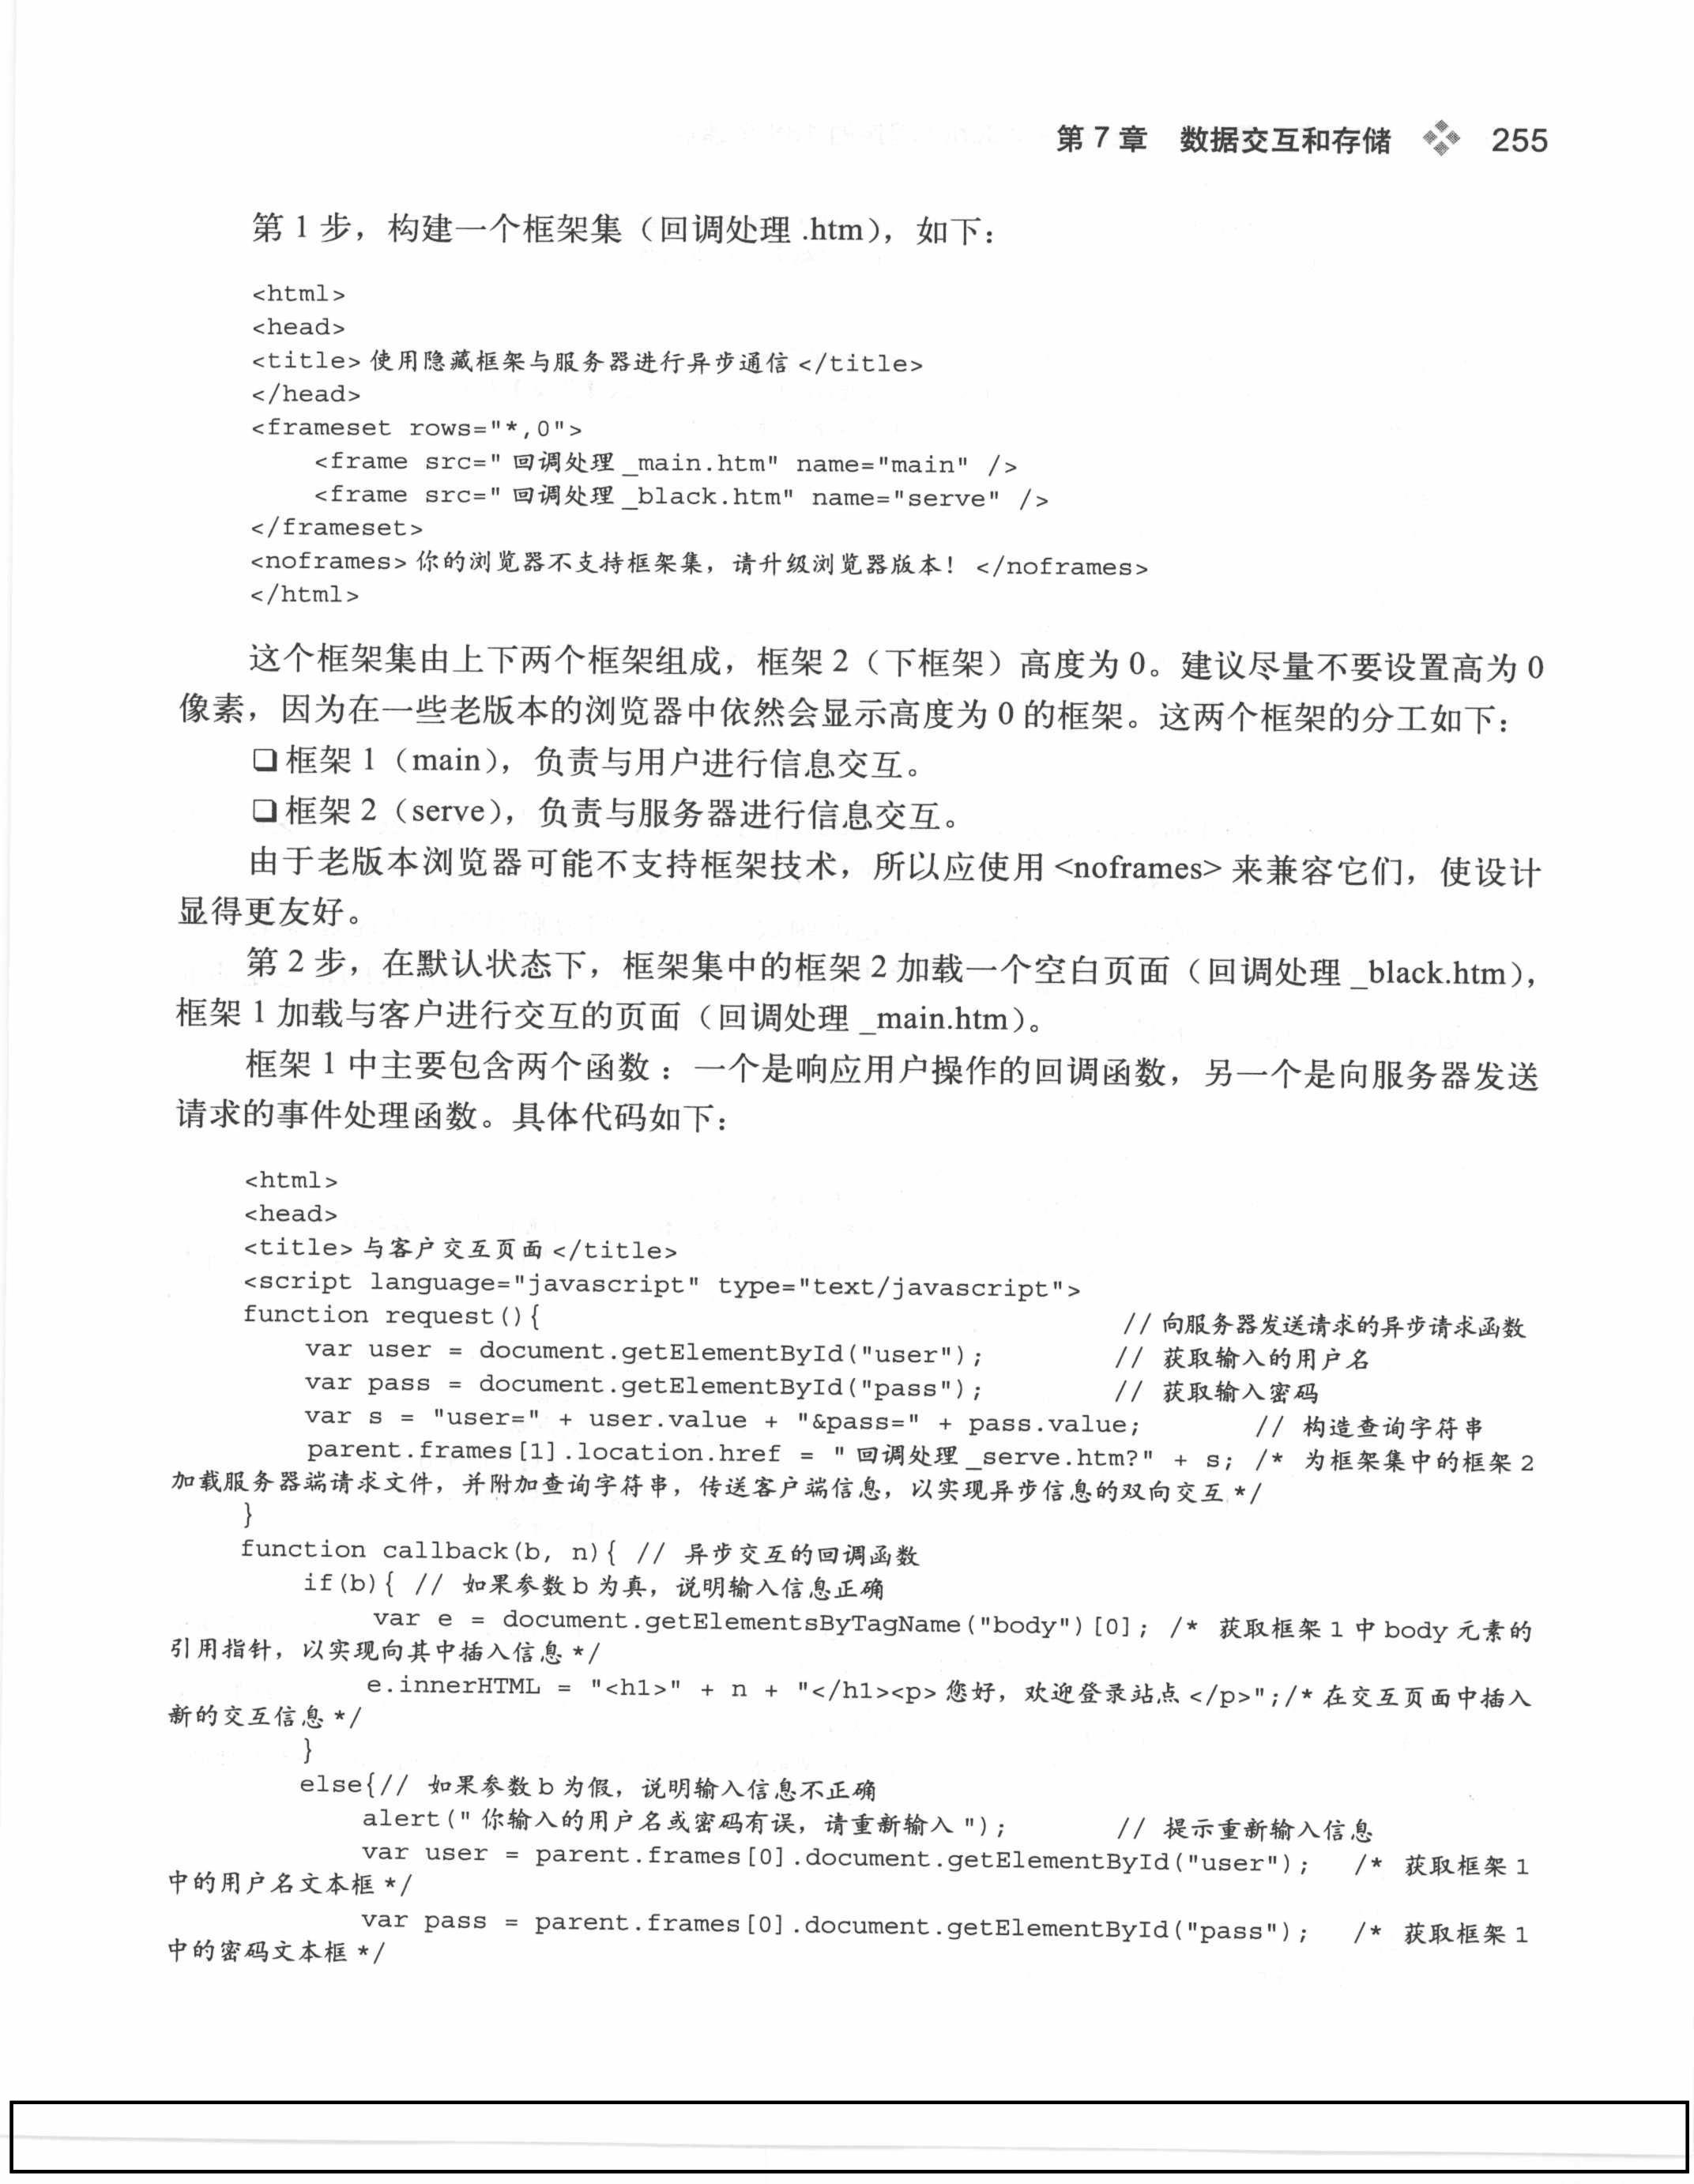 第 7 章 数据交互和存储 255
第 1 步，构建一个框架集（回调处理 .htm），如下：
<html>
<head>
<title> 使用隐藏框架与服务器进行异步通信 </title>
</head>
<frameset rows="*,0">
    <frame src=" 回调处理 _main.htm" name="main" />
    <frame src=" 回调处理 _black.htm" name="serve" />
</frameset>
<noframes> 你的浏览器不支持框架集，请升级浏览器版本！ </noframes>
</html>
这个框架集由上下两个框架组成，框架 2（下框架）高度为 0。建议尽量不要设置高为 0
像素，因为在一些老版本的浏览器中依然会显示高度为 0 的框架。这两个框架的分工如下：
❏ 框架 1（main），负责与用户进行信息交互。
❏ 框架 2（serve），负责与服务器进行信息交互。
由于老版本浏览器可能不支持框架技术，所以应使用 <noframes> 来兼容它们，使设计
显得更友好。
第 2 步，在默认状态下，框架集中的框架 2 加载一个空白页面（回调处理 _black.htm），
框架 1 加载与客户进行交互的页面（回调处理 _main.htm）。
框架 1 中主要包含两个函数：一个是响应用户操作的回调函数，另一个是向服务器发送
请求的事件处理函数。具体代码如下：
<html>
<head>
<title> 与客户交互页面 </title>
<script language="javascript" type="text/javascript">
function request(){ // 向服务器发送请求的异步请求函数
    var user = document.getElementById("user"); // 获取输入的用户名
    var pass = document.getElementById("pass"); // 获取输入密码
    var s = "user=" + user.value + "&pass=" + pass.value; // 构造查询字符串
    parent.frames[1].location.href = " 回调处理 _serve.htm?" + s; /* 为框架集中的框架 2
加载服务器端请求文件，并附加查询字符串，传送客户端信息，以实现异步信息的双向交互 */
}
function callback(b, n){ // 异步交互的回调函数
    if(b){ // 如果参数 b 为真，说明输入信息正确
        var e = document.getElementsByTagName("body")[0]; /* 获取框架 1 中 body 元素的
引用指针，以实现向其中插入信息 */
        e.innerHTML = "<h1>" + n + "</h1><p> 您好，欢迎登录站点 </p>";/* 在交互页面中插入
新的交互信息 */
    }
    else{// 如果参数 b 为假，说明输入信息不正确
        alert(" 你输入的用户名或密码有误，请重新输入 "); // 提示重新输入信息
        var user = parent.frames[0].document.getElementById("user"); /* 获取框架 1
中的用户名文本框 */
        var pass = parent.frames[0].document.getElementById("pass"); /* 获取框架 1
中的密码文本框 */